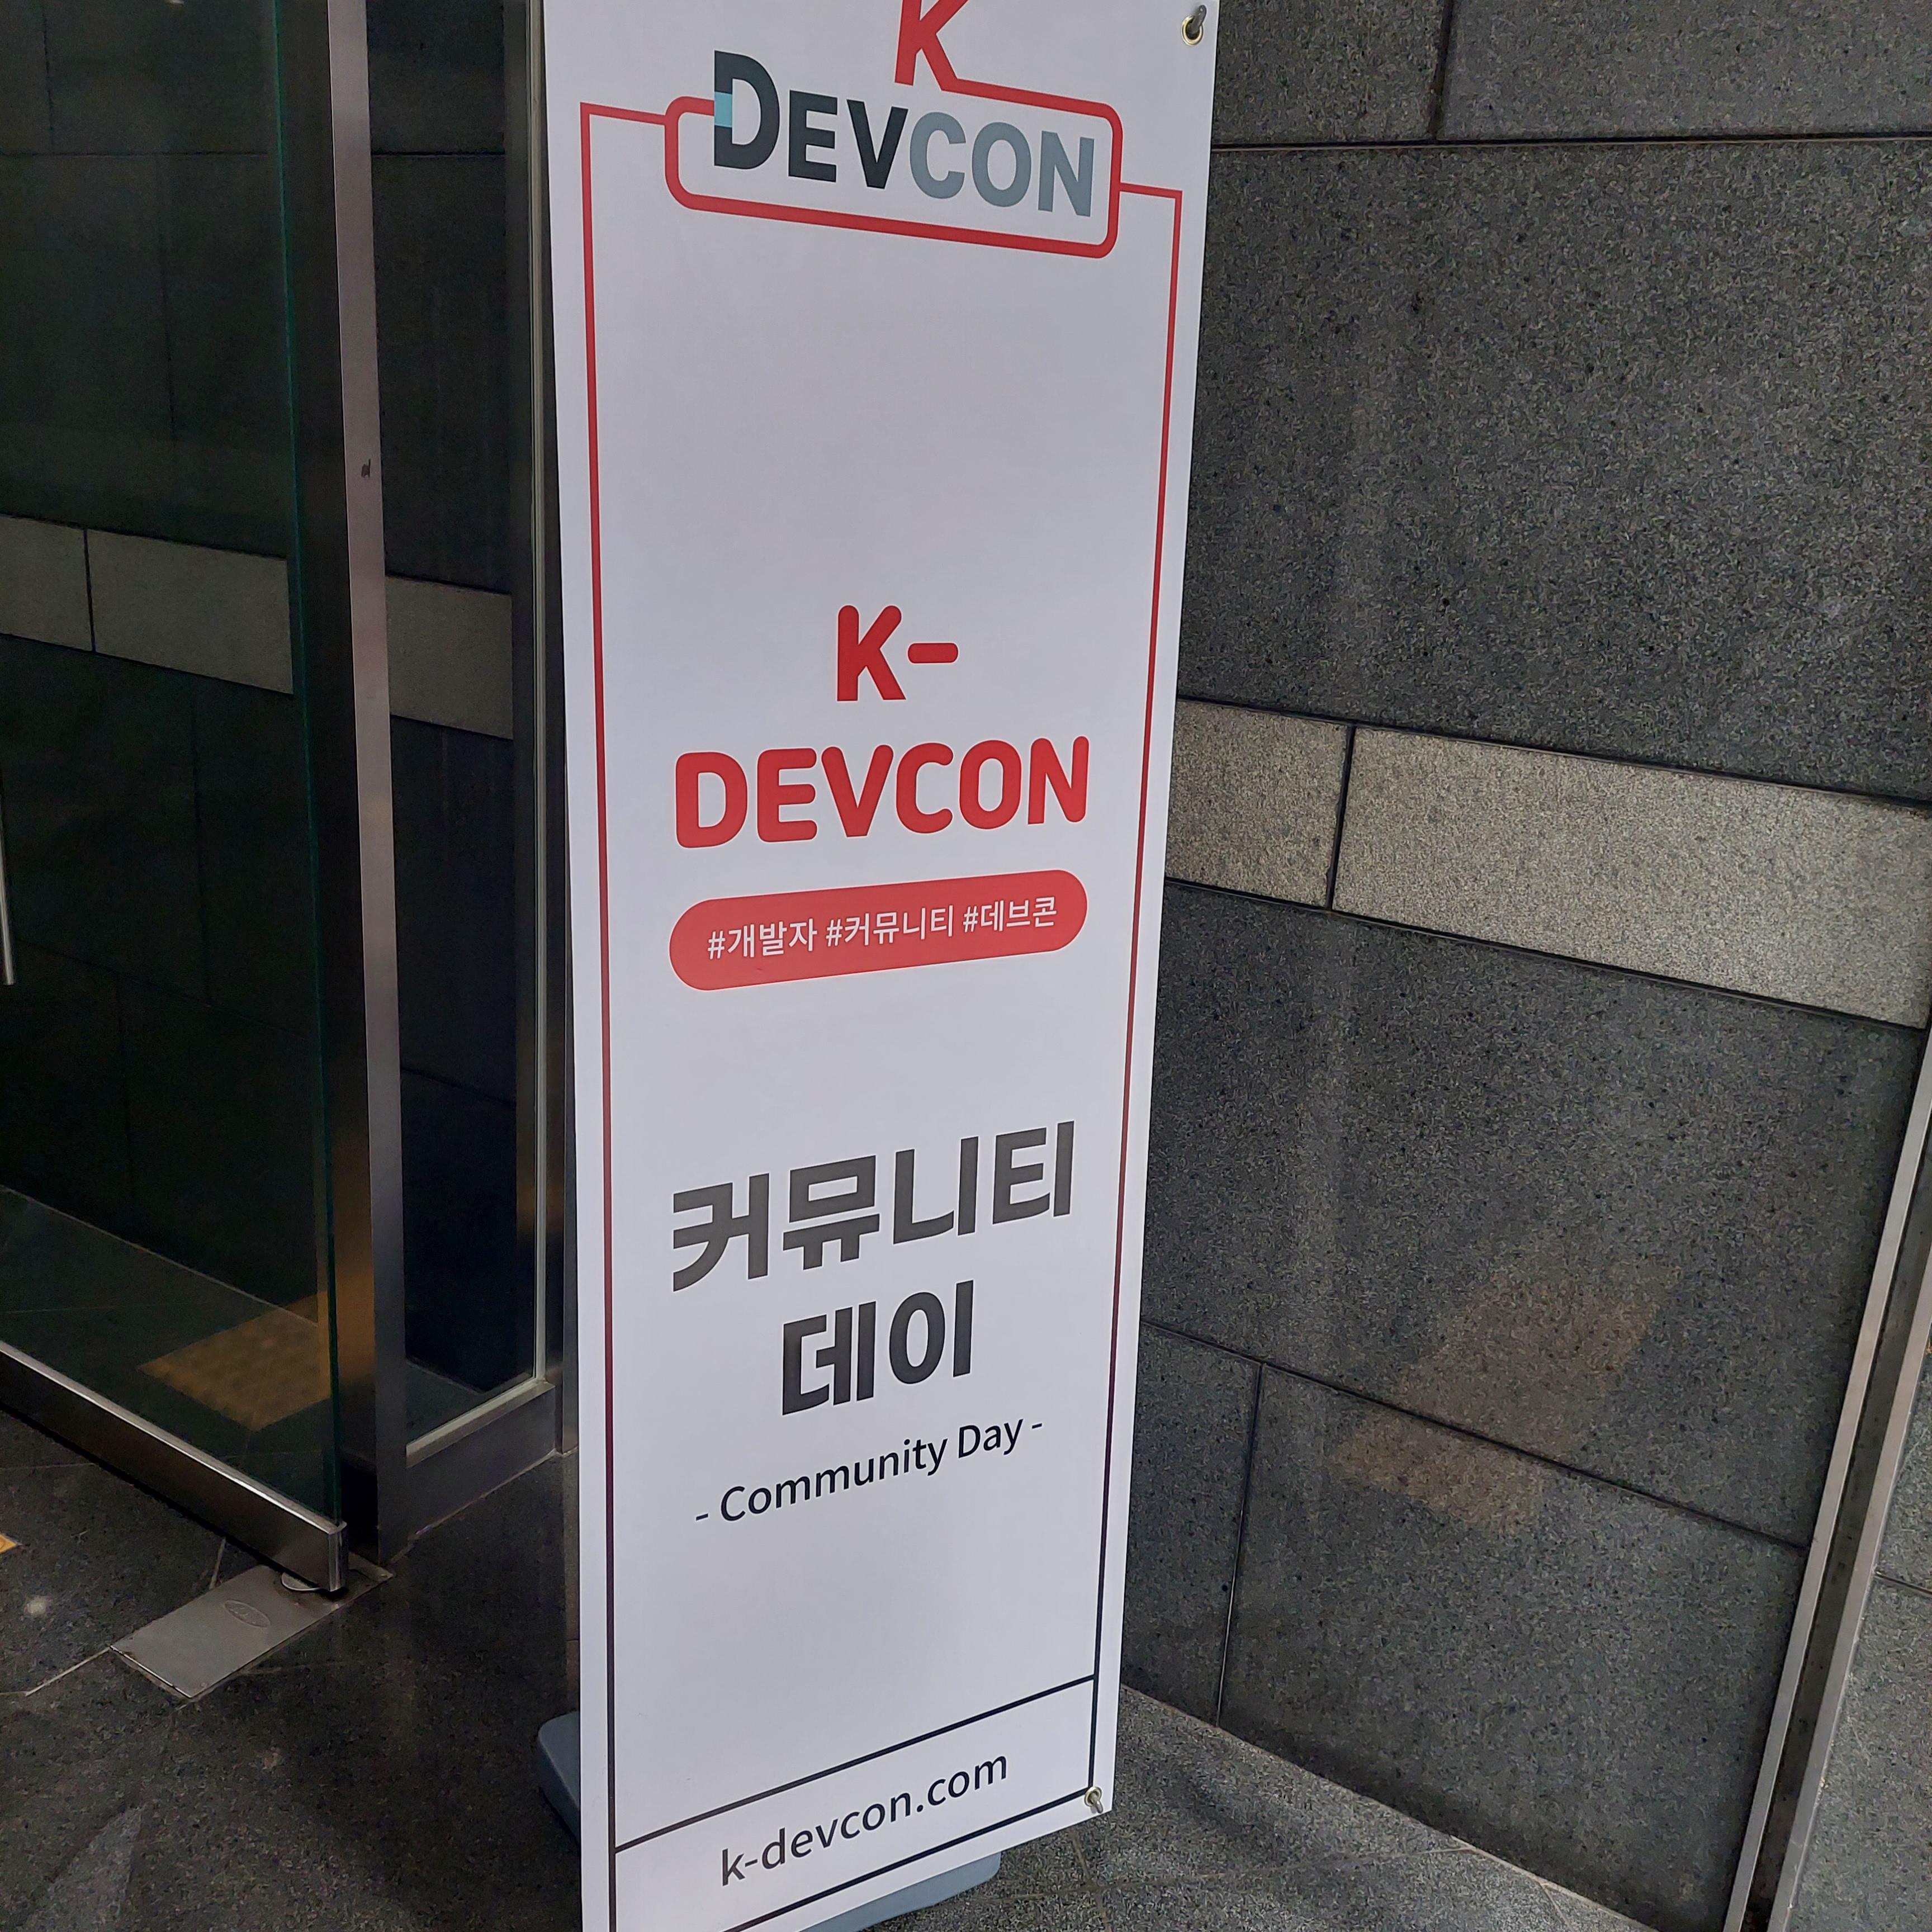 K
DEVCON
K-
DEVCON
#개발자 #커뮤니티 #데브콘
커뮤니티
데이
- Community Day -
k-devcon.com